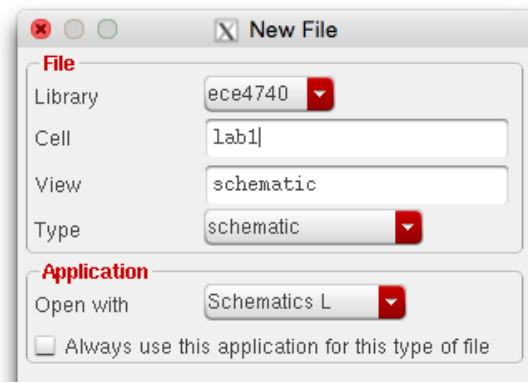 New File
File
Library ece4740
Cell lab1
View schematic
Type schematic
Application
Open with Schematics L
Always use this application for this type of file